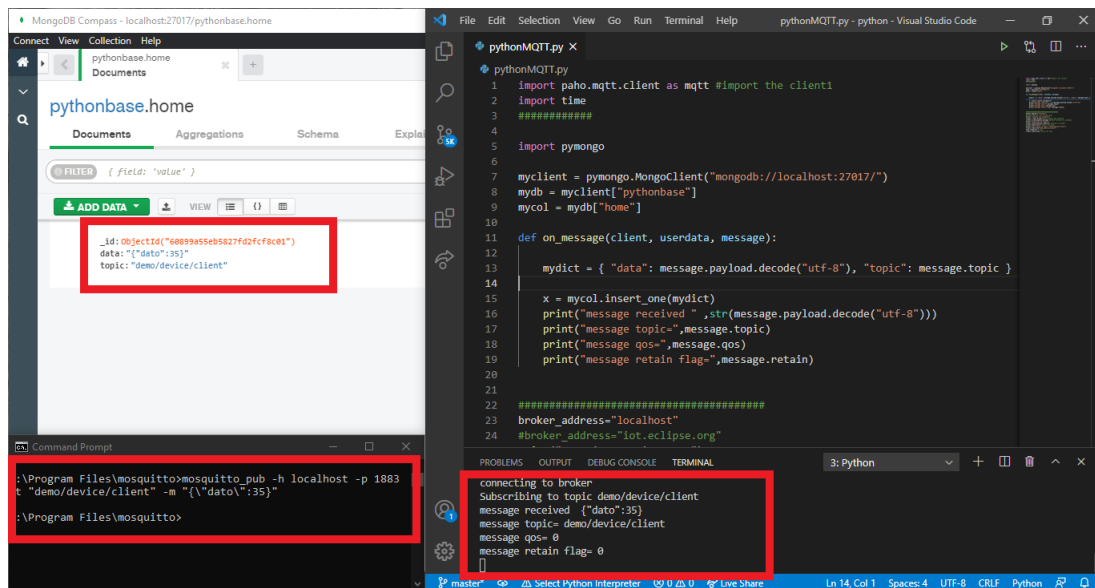 MongoDB Compass - localhost:27017/pythonbase.home
Connect View Collection Help
pythonbase.home
Documents
pythonbase.home
Documents Aggregations Schema Explai
FILTER { field: 'value' }
ADD DATA VIEW
_id: ObjectId("60899a55eb5827fd2fcf8c01")
data: "{"dato":35}"
topic: "demo/device/client"
Command Prompt
:\Program Files\mosquitto>mosquitto_pub -h localhost -p 1883
t "demo/device/client" -m "{\"dato\":35}"
:\Program Files\mosquitto>
File Edit Selection View Go Run Terminal Help pythonMQTT.py - python - Visual Studio Code
pythonMQTT.py
pythonMQTT.py
5K
1 import paho.mqtt.client as mqtt #import the client1
2 import time
3 ############
4
5 import pymongo
6
7 myclient = pymongo.MongoClient("mongodb://localhost:27017/")
8 mydb = myclient["pythonbase"]
9 mycol = mydb["home"]
10
11 def on_message(client, userdata, message):
12
13 mydict = { "data": message.payload.decode("utf-8"), "topic": message.topic }
14
15 x = mycol.insert_one(mydict)
16 print("message received " ,str(message.payload.decode("utf-8")))
17 print("message topic=",message.topic)
18 print("message qos=",message.qos)
19 print("message retain flag=",message.retain)
20
21
22 ########################################
23 broker_address="localhost"
24 #broker_address="iot.eclipse.org"
PROBLEMS OUTPUT DEBUG CONSOLE TERMINAL 3: Python
connecting to broker
Subscribing to topic demo/device/client
message received {"dato":35}
message topic= demo/device/client
message qos= 0
message retain flag= 0
1
master* Select Python Interpreter 0 0 Live Share Ln 14, Col 1 Spaces: 4 UTF-8 CRLF Python